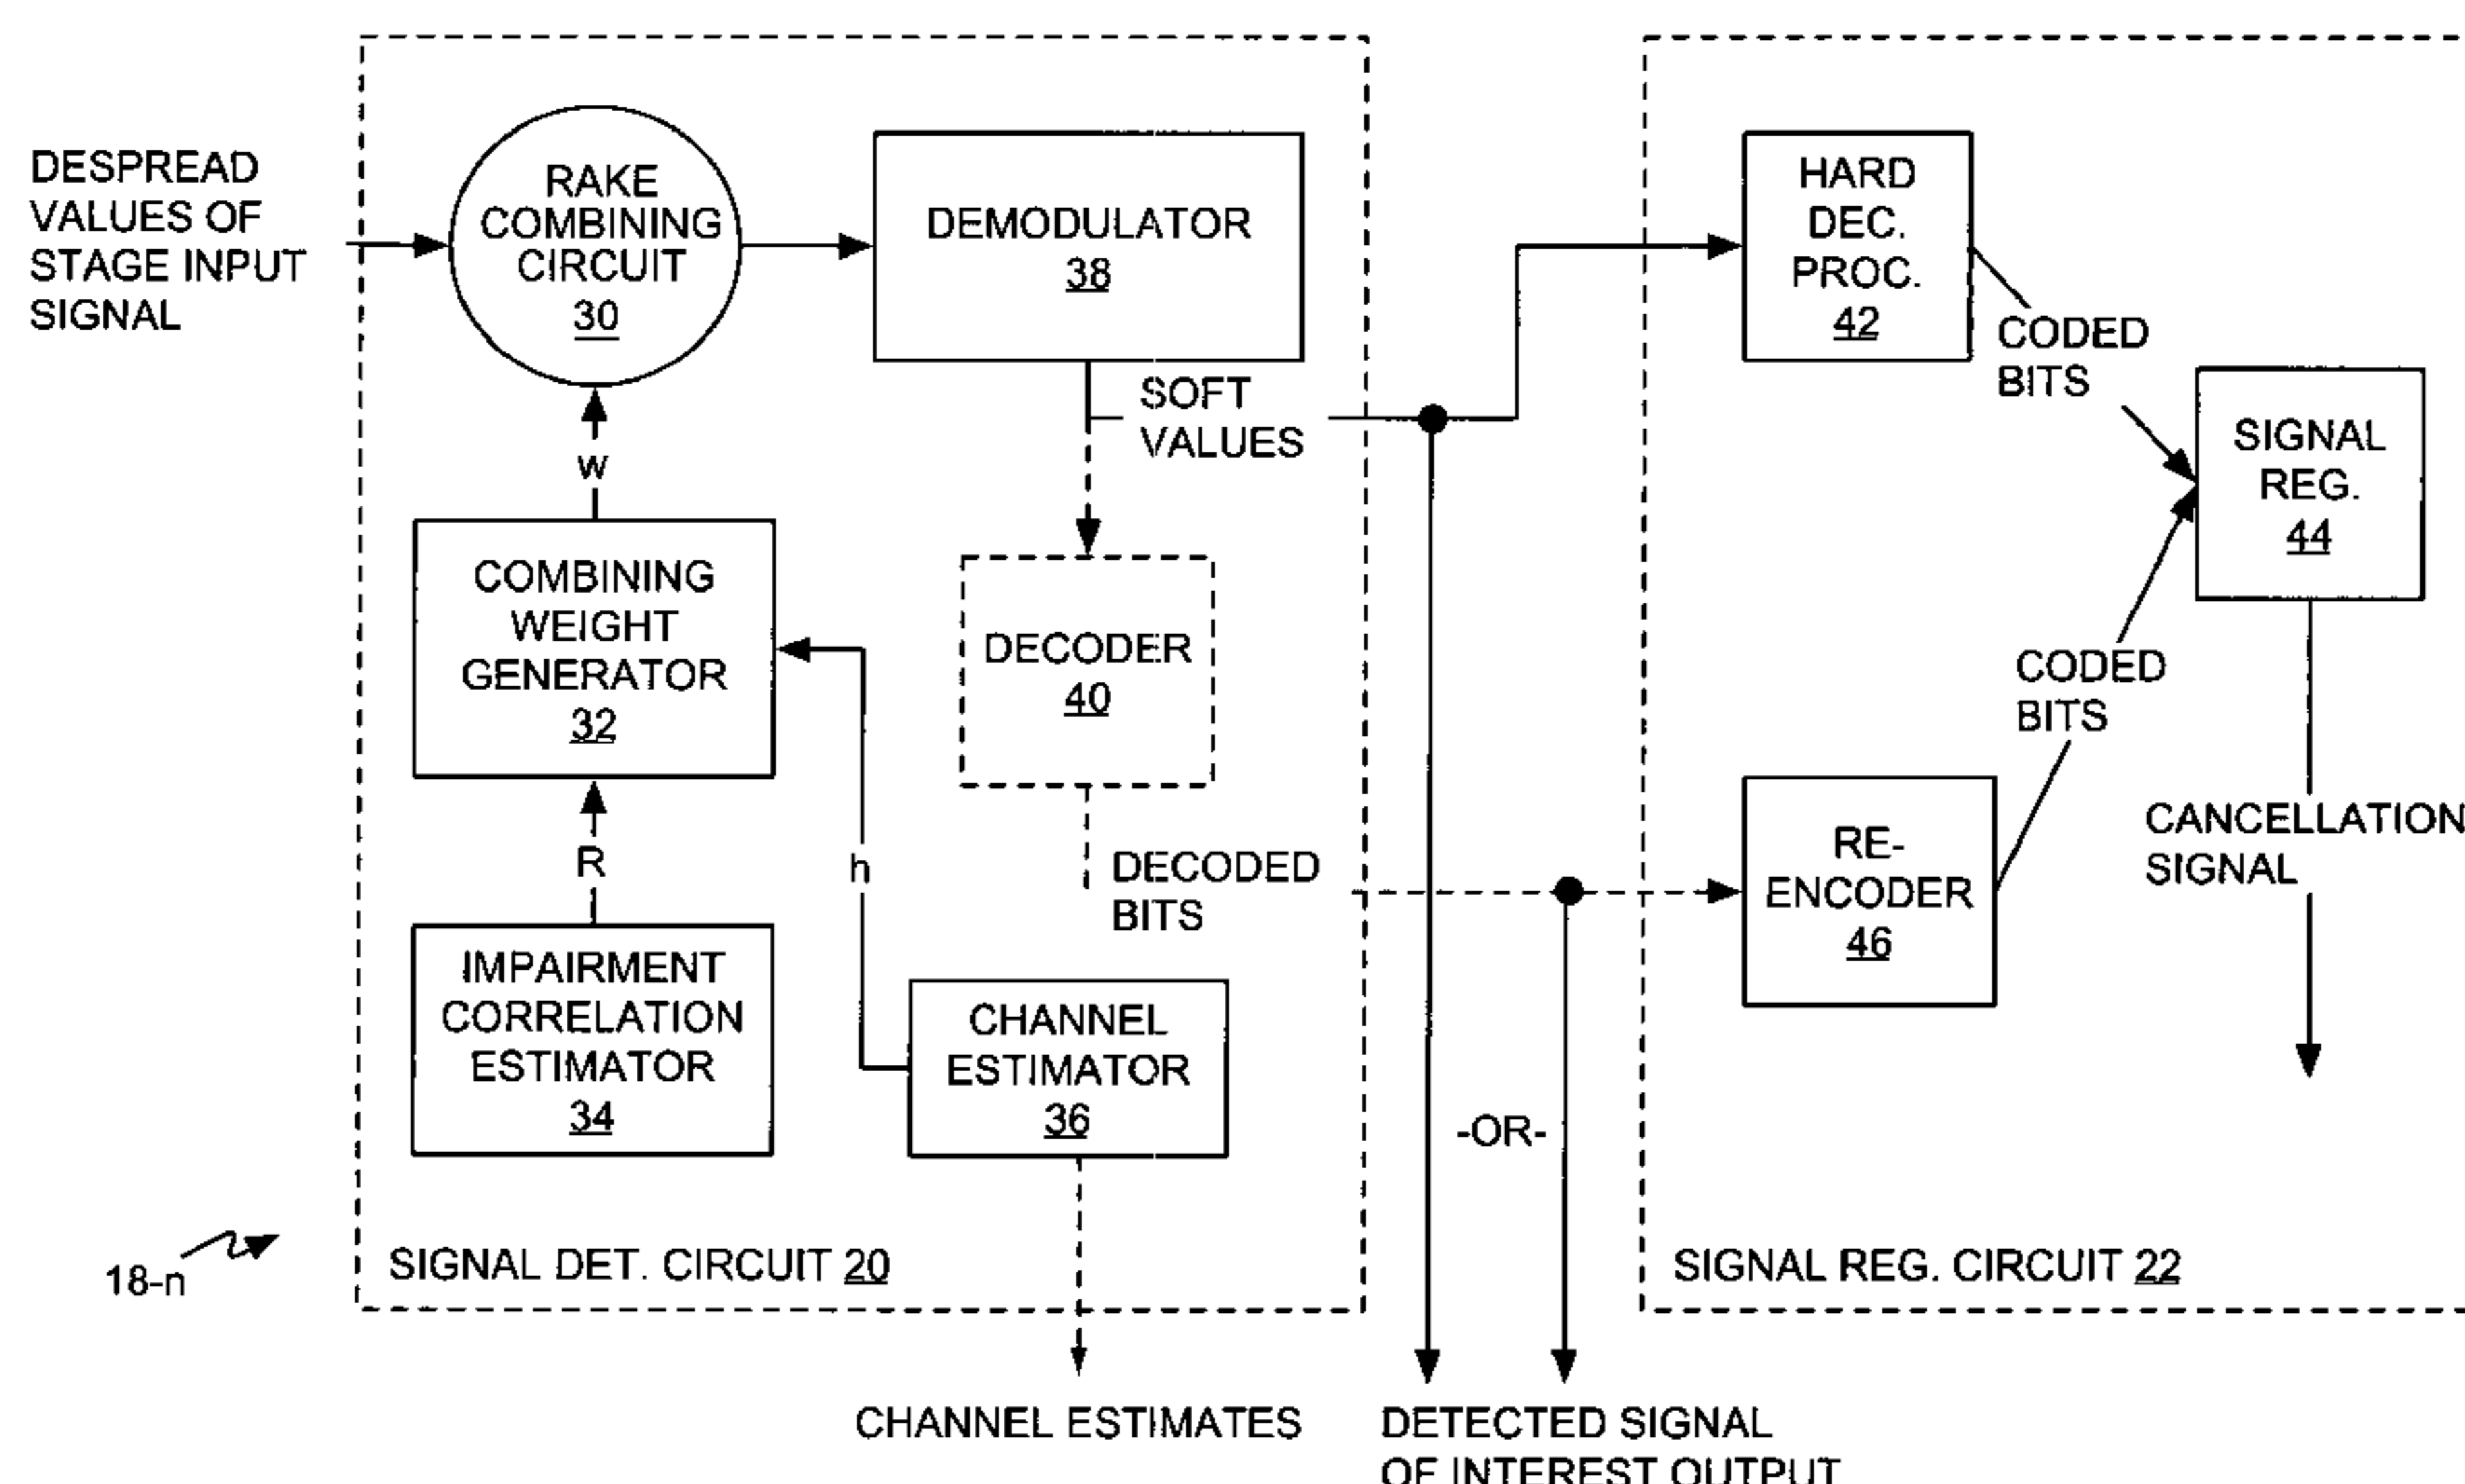 DESPREAD
VALUES OF
STAGE INPUT
SIGNAL
RAKE
COMBINING
CIRCUIT
30
DEMODULATOR
38
SOFT
VALUES
w
COMBINING
WEIGHT
GENERATOR
32
R
h
IMPAIRMENT
CORRELATION
ESTIMATOR
34
DECODER
40
DECODED
BITS
CHANNEL
ESTIMATOR
36
SIGNAL DET. CIRCUIT 20
18-n
CHANNEL ESTIMATES
-OR-
DETECTED SIGNAL
OF INTEREST OUTPUT
HARD
DEC.
PROC.
42
CODED
BITS
SIGNAL
REG.
44
CODED
BITS
RE-
ENCODER
46
CANCELLATION
SIGNAL
SIGNAL REG. CIRCUIT 22